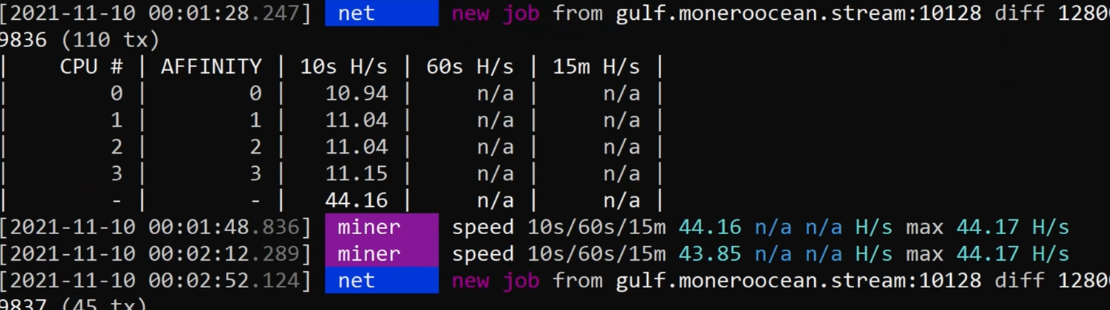 [2021-11-10 00:01:28.247] net new job from gulf.moneroocean.stream:10128 diff 12800
9836 (110 tx)
| CPU # | AFFINITY | 10s H/s | 60s H/s | 15m H/s |
| 0 | 0 | 10.94 | n/a | n/a |
| 1 | 1 | 11.04 | n/a | n/a |
| 2 | 2 | 11.04 | n/a | n/a |
| 3 | 3 | 11.15 | n/a | n/a |
| - | - | 44.16 | n/a | n/a |
[2021-11-10 00:01:48.836] miner speed 10s/60s/15m 44.16 n/a n/a H/s max 44.17 H/s
[2021-11-10 00:02:12.289] miner speed 10s/60s/15m 43.85 n/a n/a H/s max 44.17 H/s
[2021-11-10 00:02:52.124] net new job from gulf.moneroocean.stream:10128 diff 12800
9837 (45 tx)